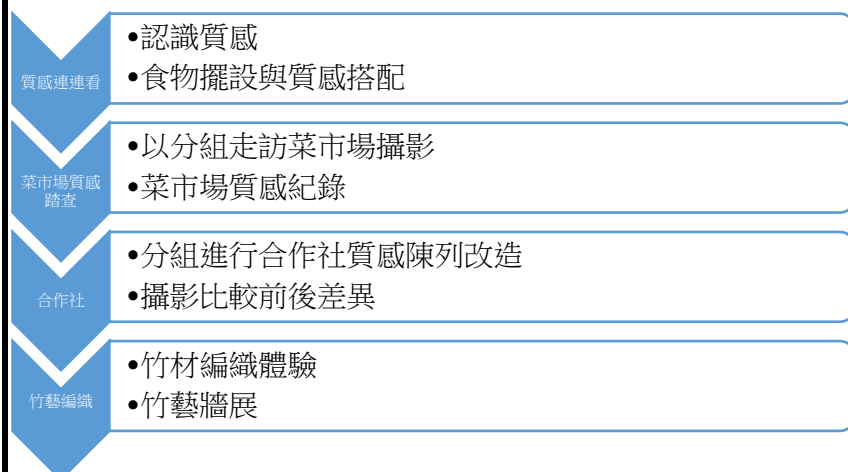 質感連連看
•認識質感
•食物擺設與質感搭配
菜市場質感
踏查
•以分組走訪菜市場攝影
•菜市場質感紀錄
合作社
•分組進行合作社質感陳列改造
•攝影比較前後差異
竹藝編織
•竹材編織體驗
•竹藝牆展